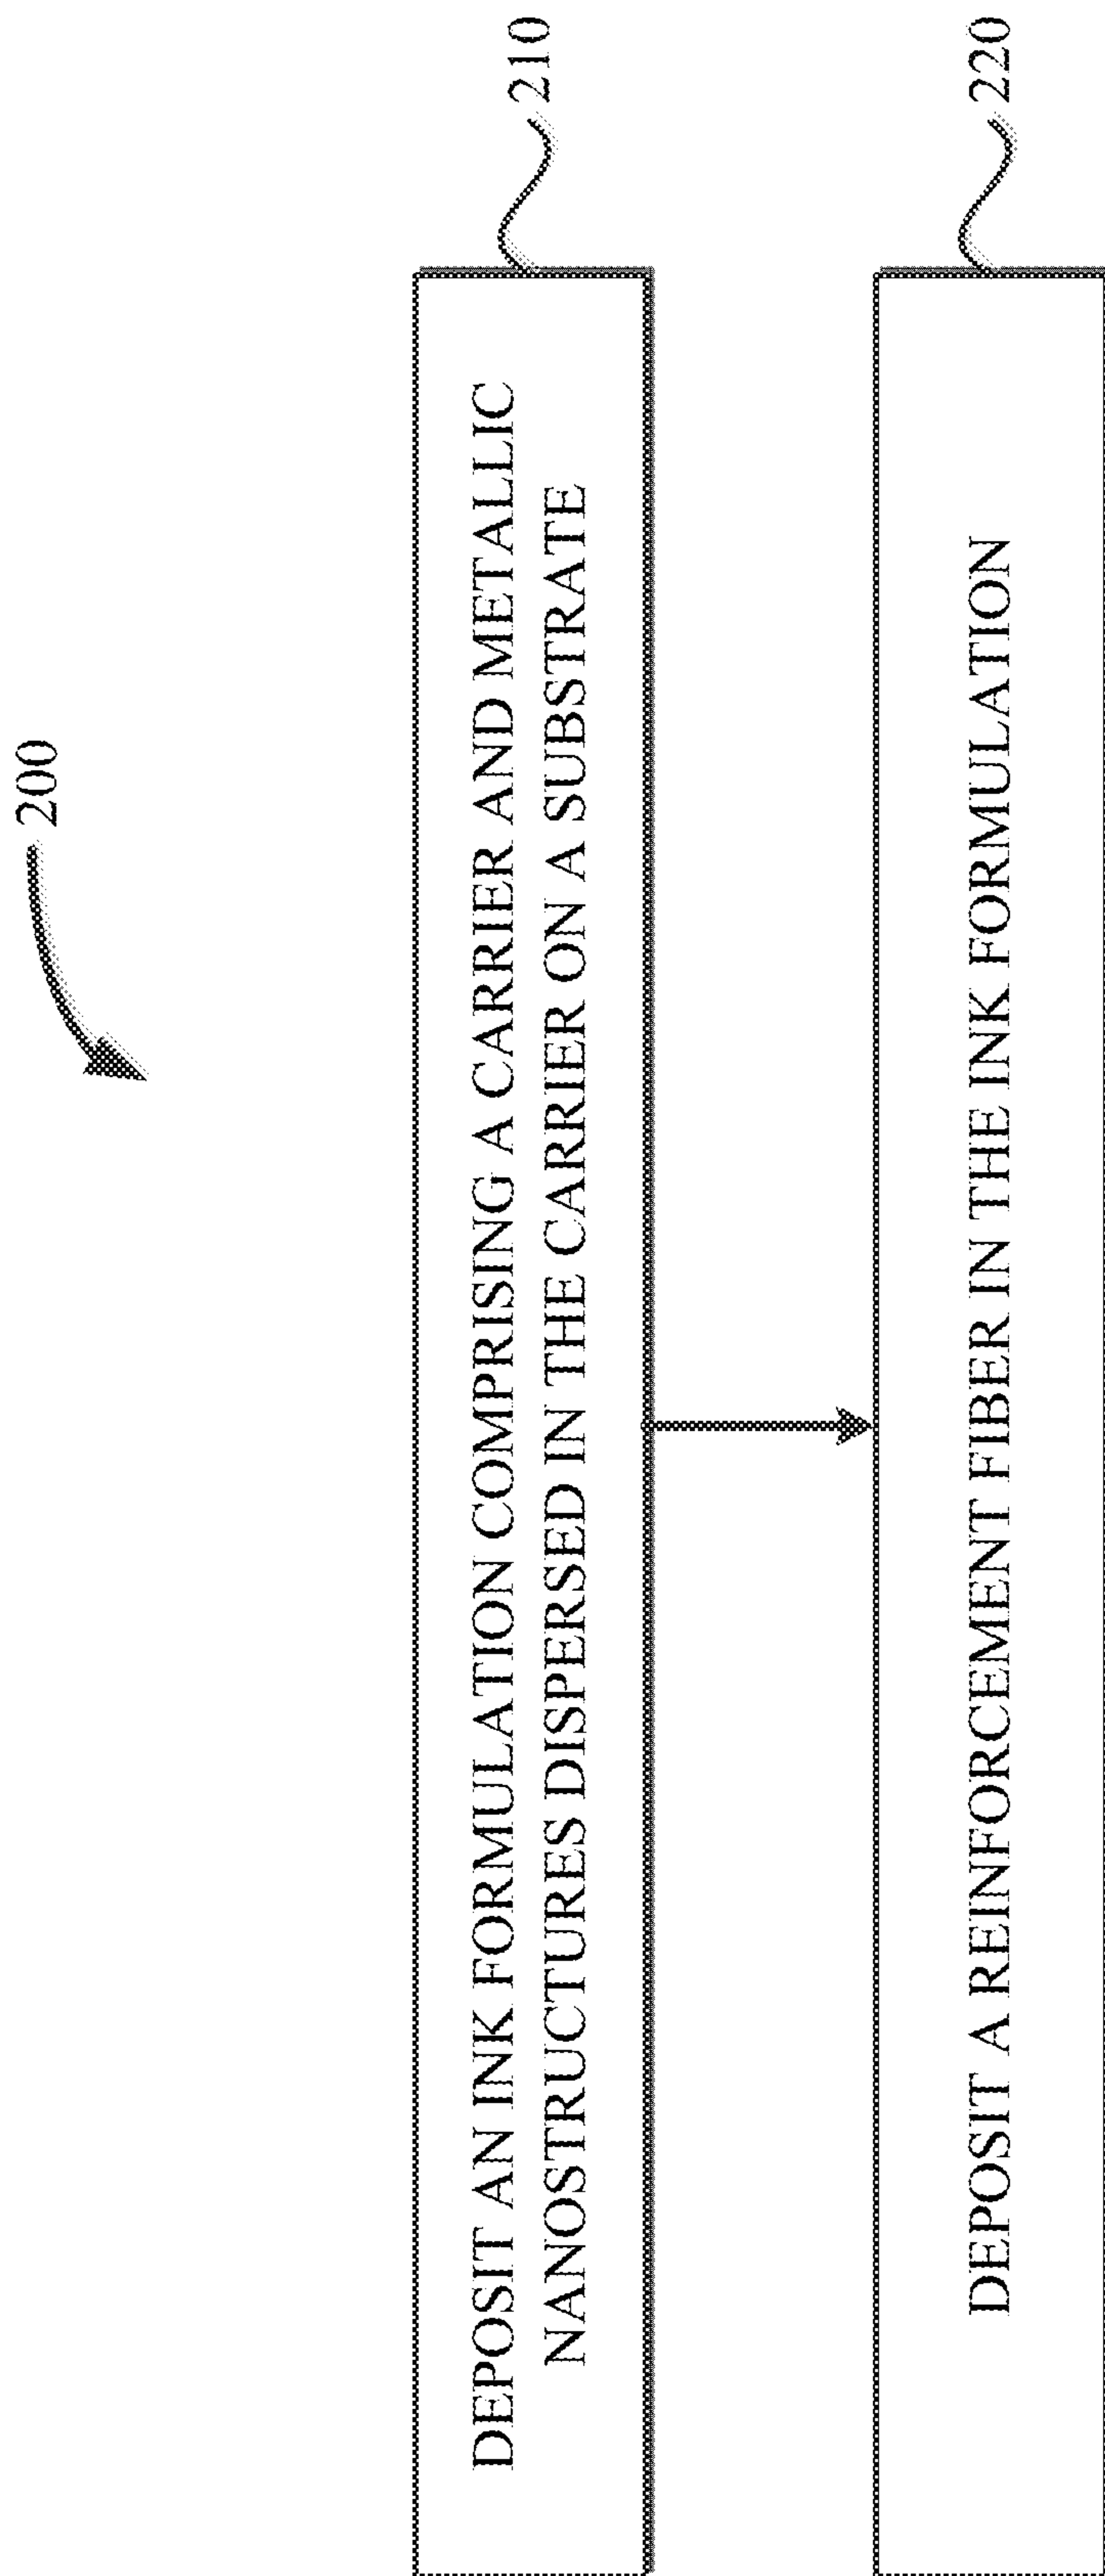 200
DEPOSIT AN INK FORMULATION COMPRISING A CARRIER AND METALLIC
NANOSTRUCTURES DISPERSED IN THE CARRIER ON A SUBSTRATE
210
DEPOSIT A REINFORCEMENT FIBER IN THE INK FORMULATION
220